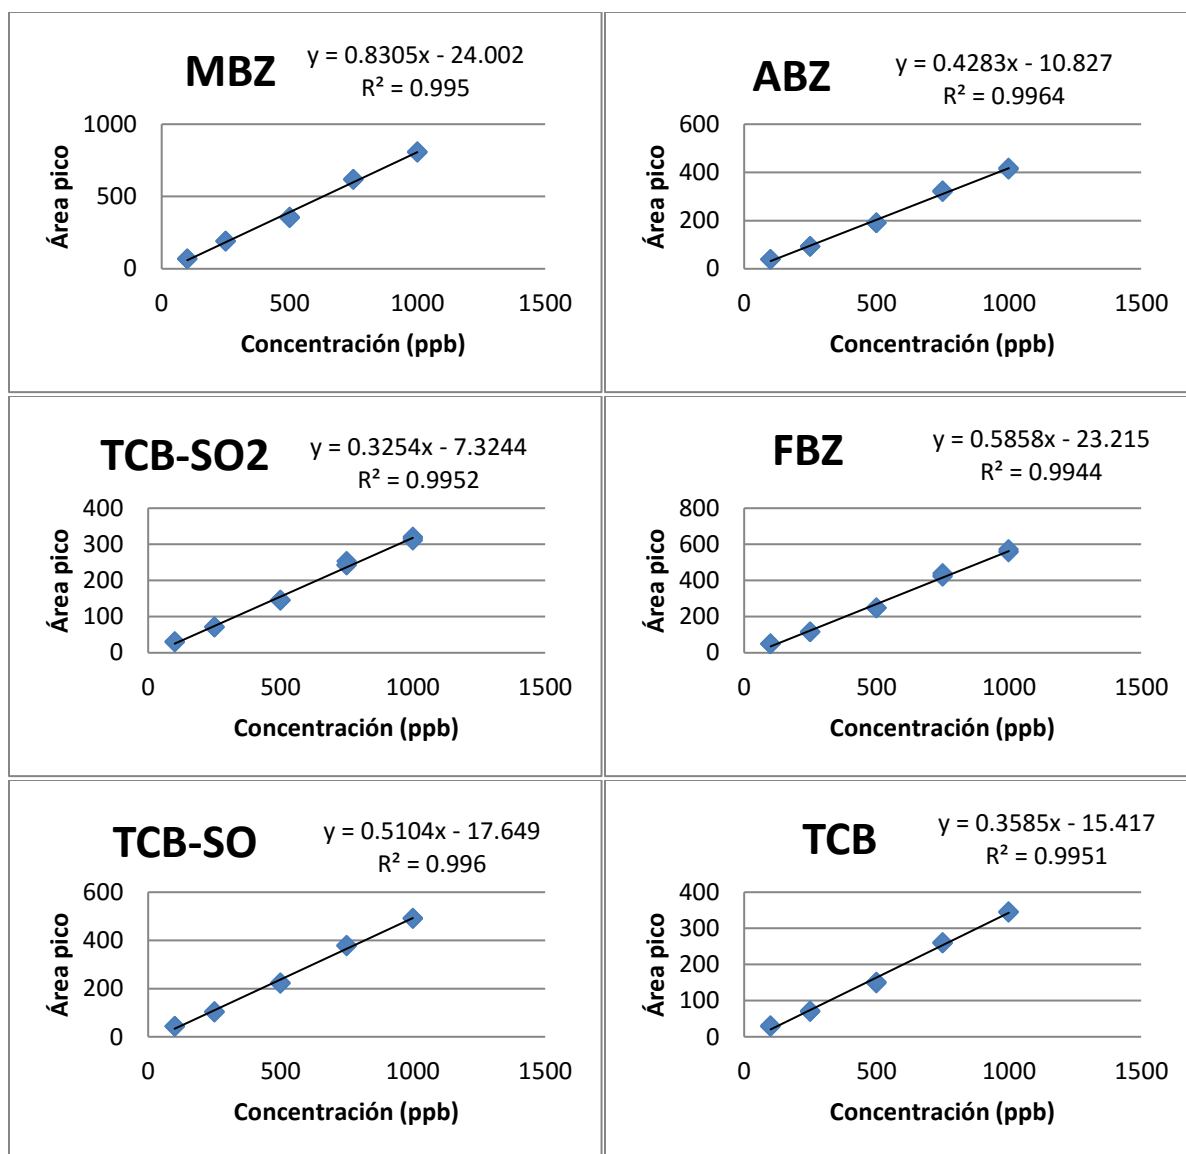 MBZ
y = 0.8305x - 24.002
R² = 0.995
1000
500
0
0 500 1000 1500
Área pico
Concentración (ppb)
ABZ
y = 0.4283x - 10.827
R² = 0.9964
600
400
200
0
0 500 1000 1500
Área pico
Concentración (ppb)
TCB-SO2
y = 0.3254x - 7.3244
R² = 0.9952
400
300
200
100
0
0 500 1000 1500
Área pico
Concentración (ppb)
FBZ
y = 0.5858x - 23.215
R² = 0.9944
800
600
400
200
0
0 500 1000 1500
Área pico
Concentración (ppb)
TCB-SO
y = 0.5104x - 17.649
R² = 0.996
600
400
200
0
0 500 1000 1500
Área pico
Concentración (ppb)
TCB
y = 0.3585x - 15.417
R² = 0.9951
400
300
200
100
0
0 500 1000 1500
Área pico
Concentración (ppb)